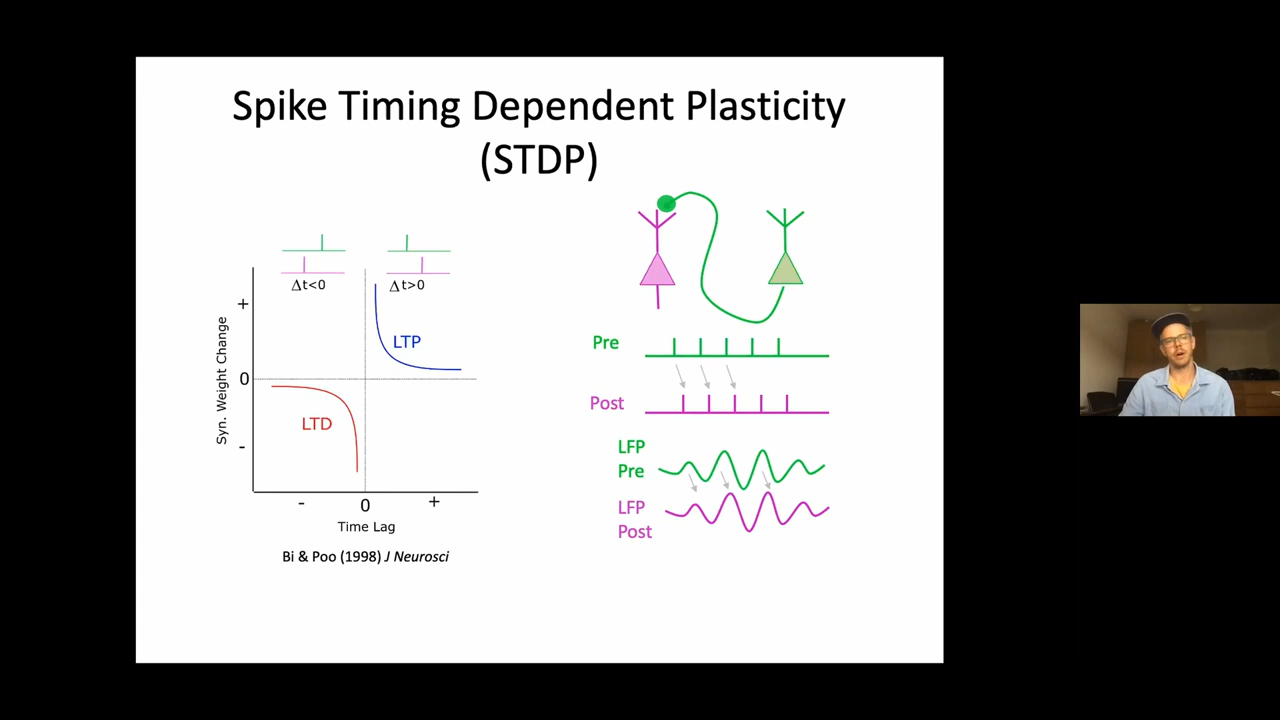 Spike Timing Dependent Plasticity
(STDP)
Δt<0
Δt>0
+
0
-
Syn. Weight Change
LTP
LTD
-
0
+
Time Lag
Bi & Poo (1998) J Neurosci
Pre
Post
LFP
Pre
LFP
Post